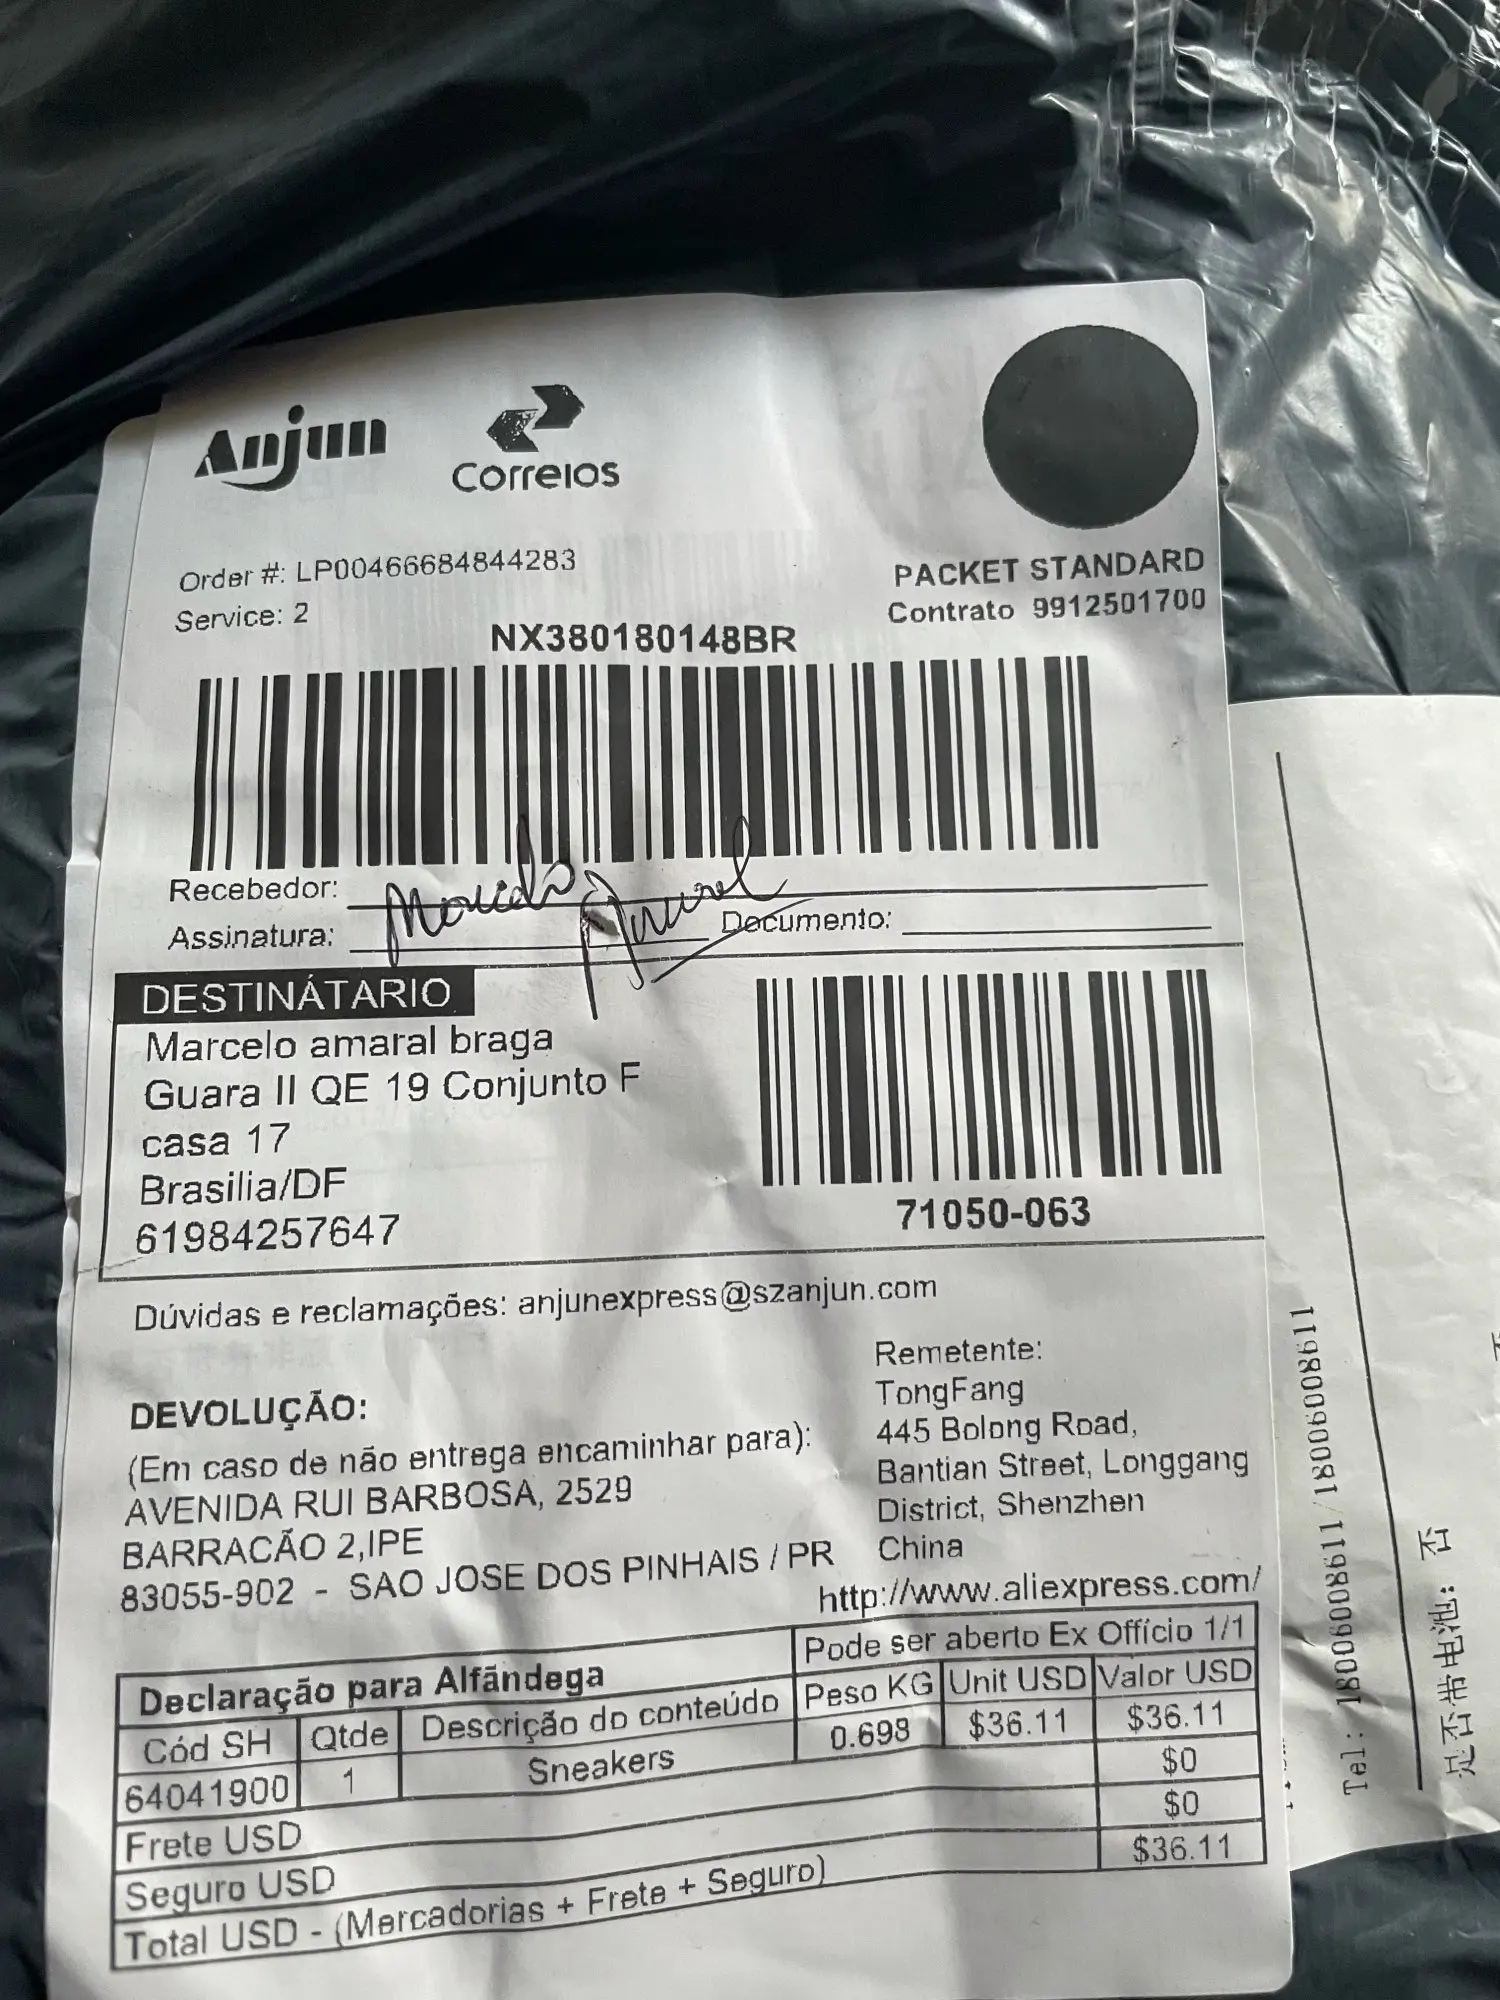 Anjun
Correios
Order #: LP00466684844283
Service: 2
PACKET STANDARD
Contrato 9912501700
NX380180148BR
Recebedor:
Marcelo Amaral
Assinatura:
Documento:
DESTINÁTARIO
Marcelo amaral braga
Guara II QE 19 Conjunto F
casa 17
Brasilia/DF
61984257647
71050-063
Dúvidas e reclamações: anjunexpress@szanjun.com
DEVOLUÇÃO:
(Em caso de não entrega encaminhar para):
AVENIDA RUI BARBOSA, 2529
BARRACÃO 2,IPE
83055-902 - SAO JOSE DOS PINHAIS / PR
Remetente:
TongFang
445 Bolong Road,
Bantian Street, Longgang
District, Shenzhen
China
http://www.aliexpress.com/
Declaração para Alfândega
Pode ser aberto Ex Offício 1/1
Cód SH Qtde Descrição do conteúdo Peso KG Unit USD Valor USD
64041900 1 Sneakers 0.698 $36.11 $36.11
Frete USD $0
Seguro USD $0
Total USD - (Mercadorias + Frete + Seguro) $36.11
Tel: 18006008611/18006008611
是否带电池: 否